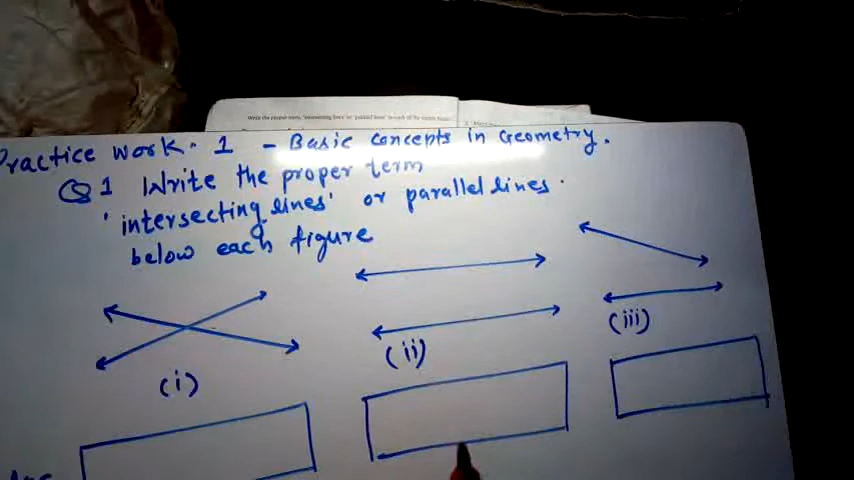 Practice work. 1 - Basic concepts in Geometry.
Q 1 Write the proper term
'intersecting lines' or parallel lines.
below each figure
(i) (ii) (iii)